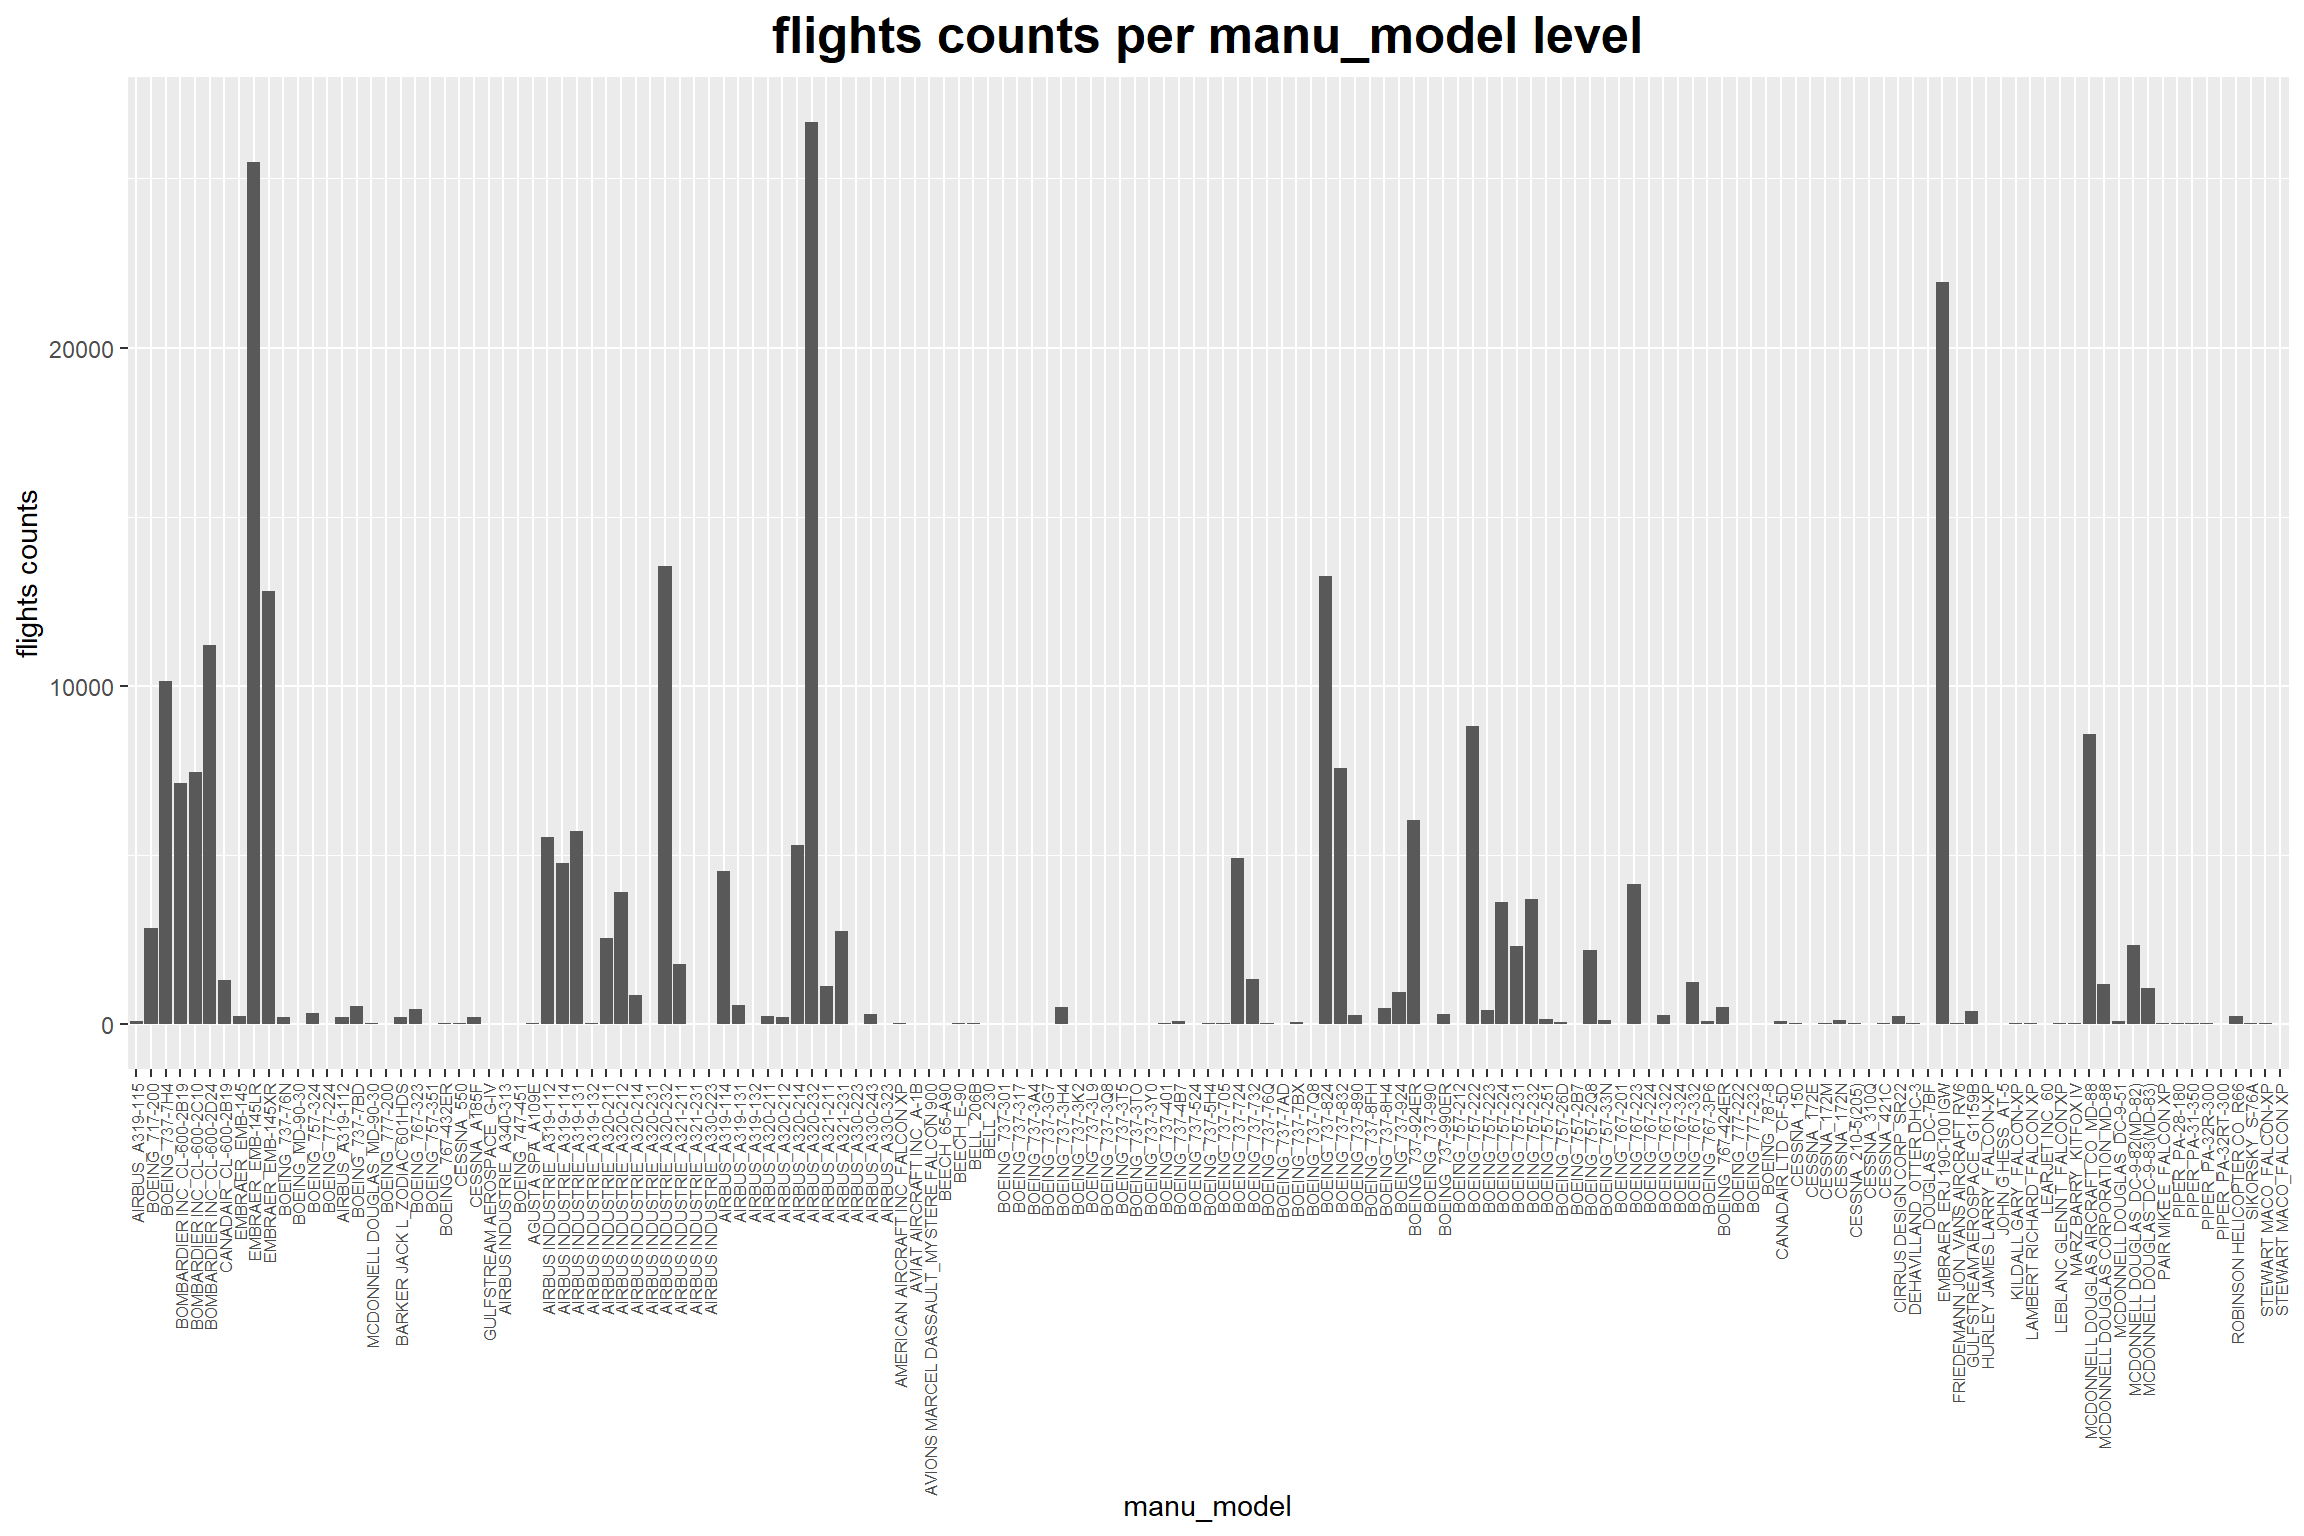 flights counts per manu_model level
flights counts
20000
10000
0
AIRBUS_A319-115
BOEING_717-200
BOEING_737-7H4
BOMBARDIER INC_CL-600-2B19
BOMBARDIER INC_CL-600-2C10
BOMBARDIER INC_CL-600-2D24
CANADAIR_CL-600-2B19
EMBRAER_EMB-145
EMBRAER_EMB-145LR
EMBRAER_EMB-145XR
BOEING_737-76N
BOEING_MD-90-30
BOEING_757-324
BOEING_777-224
AIRBUS_A319-112
BOEING_737-7BD
MCDONNELL DOUGLAS_MD-90-30
BOEING_777-200
BARKER JACK L_ZODIAC 601HDS
BOEING_767-323
BOEING_757-351
BOEING_767-432ER
CESSNA_550
CESSNA_A185F
GULFSTREAM AEROSPACE_G-IV
AIRBUS INDUSTRIE_A340-313
BOEING_747-451
AGUSTA SPA_A109E
AIRBUS INDUSTRIE_A319-112
AIRBUS INDUSTRIE_A319-114
AIRBUS INDUSTRIE_A319-131
AIRBUS INDUSTRIE_A319-132
AIRBUS INDUSTRIE_A320-211
AIRBUS INDUSTRIE_A320-212
AIRBUS INDUSTRIE_A320-214
AIRBUS INDUSTRIE_A320-231
AIRBUS INDUSTRIE_A320-232
AIRBUS INDUSTRIE_A321-211
AIRBUS INDUSTRIE_A321-231
AIRBUS INDUSTRIE_A330-223
AIRBUS_A319-114
AIRBUS_A319-131
AIRBUS_A319-132
AIRBUS_A320-211
AIRBUS_A320-212
AIRBUS_A320-214
AIRBUS_A320-232
AIRBUS_A321-211
AIRBUS_A321-231
AIRBUS_A330-223
AIRBUS_A330-243
AIRBUS_A330-323
AMERICAN AIRCRAFT INC_FALCON XP
AVIAT AIRCRAFT INC_A-1B
AVIONS MARCEL DASSAULT_MYSTERE FALCON 900
BEECH_65-A90
BEECH_E-90
BELL_206B
BELL_230
BOEING_737-301
BOEING_737-317
BOEING_737-3A4
BOEING_737-3G7
BOEING_737-3H4
BOEING_737-3K2
BOEING_737-3L9
BOEING_737-3Q8
BOEING_737-3T5
BOEING_737-3TO
BOEING_737-3Y0
BOEING_737-401
BOEING_737-4B7
BOEING_737-524
BOEING_737-5H4
BOEING_737-705
BOEING_737-724
BOEING_737-732
BOEING_737-76Q
BOEING_737-7AD
BOEING_737-7BX
BOEING_737-7Q8
BOEING_737-824
BOEING_737-832
BOEING_737-890
BOEING_737-8FH
BOEING_737-8H4
BOEING_737-924
BOEING_737-924ER
BOEING_737-990
BOEING_737-990ER
BOEING_757-212
BOEING_757-222
BOEING_757-223
BOEING_757-224
BOEING_757-231
BOEING_757-232
BOEING_757-251
BOEING_757-26D
BOEING_757-2B7
BOEING_757-2Q8
BOEING_757-33N
BOEING_767-201
BOEING_767-223
BOEING_767-224
BOEING_767-322
BOEING_767-324
BOEING_767-332
BOEING_767-3P6
BOEING_767-424ER
BOEING_777-222
BOEING_777-232
BOEING_787-8
CANADAIR LTD_CF-5D
CESSNA_150
CESSNA_172E
CESSNA_172M
CESSNA_172N
CESSNA_210-5(205)
CESSNA_310Q
CESSNA_421C
CIRRUS DESIGN CORP_SR22
DEHAVILLAND_OTTER DHC-3
DOUGLAS_DC-7BF
EMBRAER_ERJ 190-100 IGW
FRIEDEMANN JON_VANS AIRCRAFT RV6
GULFSTREAM AEROSPACE_G1159B
HURLEY JAMES LARRY_FALCON-XP
JOHN G HESS_AT-5
KILDALL GARY_FALCON-XP
LAMBERT RICHARD_FALCON XP
LEARJET INC_60
LEBLANC GLENN T_FALCON XP
MARZ BARRY_KITFOX IV
MCDONNELL DOUGLAS AIRCRAFT CO_MD-88
MCDONNELL DOUGLAS CORPORATION_MD-88
MCDONNELL DOUGLAS_DC-9-51
MCDONNELL DOUGLAS_DC-9-82(MD-82)
MCDONNELL DOUGLAS_DC-9-83(MD-83)
PAIR MIKE E_FALCON XP
PIPER_PA-28-180
PIPER_PA-31-350
PIPER_PA-32R-300
PIPER_PA-32RT-300
ROBINSON HELICOPTER CO_R66
SIKORSKY_S-76A
STEWART MACO_FALCON-XP
STEWART MACO_FALCON XP
manu_model